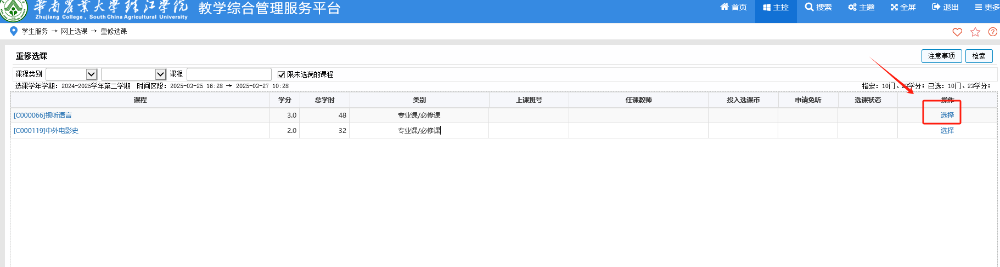 华南农业大学珠江学院 教学综合管理服务平台 首页 主控 搜索 主题 全屏 退出 更多
Zhujiang College, South China Agricultural University
学生服务 → 网上选课 → 重修选课
重修选课 注意事项 检索
课程类别 课程 限未选满的课程
选课学年学期：2024-2025学年第二学期 时间区段：2025-03-25 16:28 → 2025-03-27 10:28 指定：10门、23学分；已选：10门、23学分；
课程 学分 总学时 类别 上课班号 任课教师 投入选课币 申请免听 选课状态 操作
[C000066]视听语言 3.0 48 专业课/必修课 选择
[C000119]中外电影史 2.0 32 专业课/必修课 选择